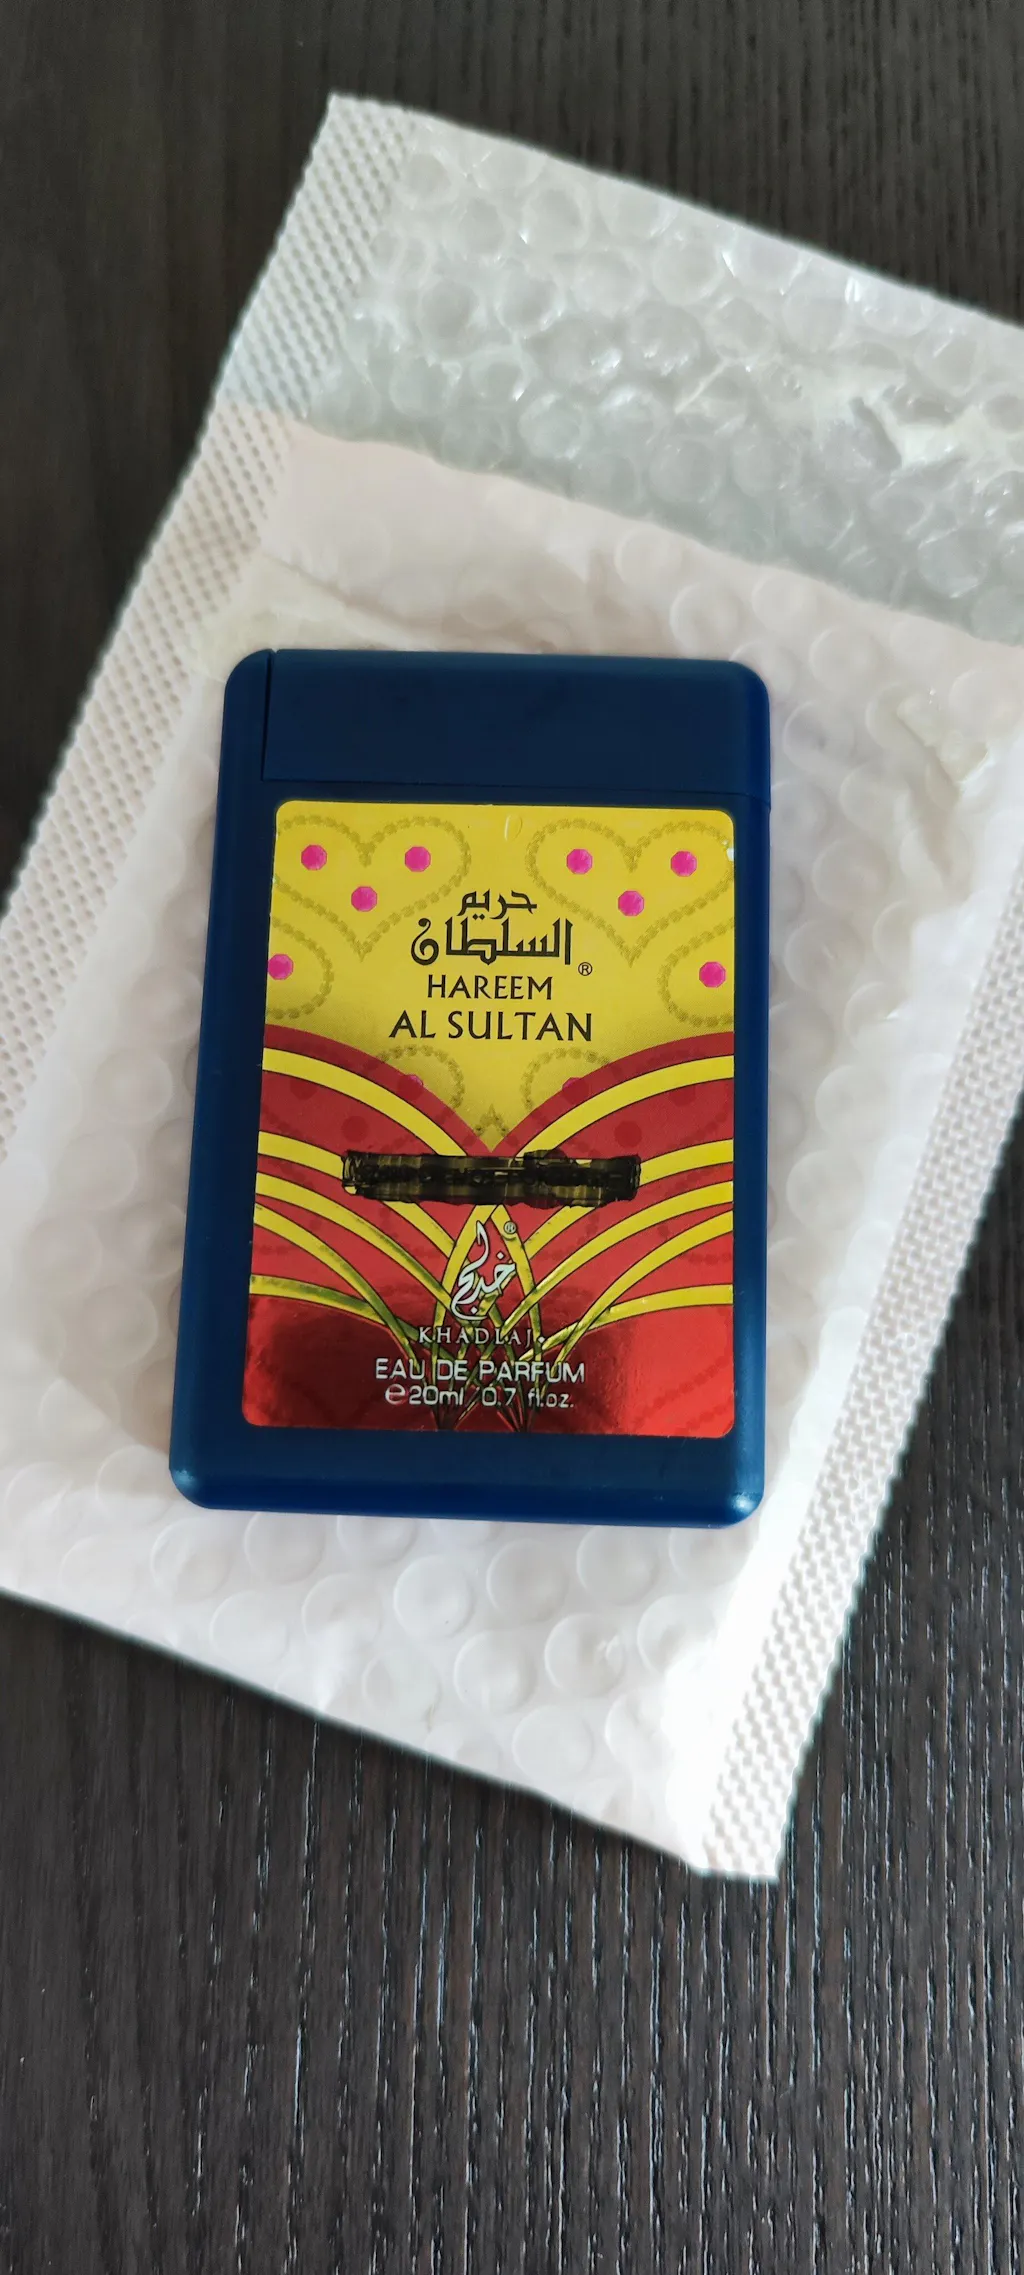 حريم
السلطان ®
HAREEM
AL SULTAN
خدلج ®
KHADLAJ
EAU DE PARFUM
℮20ml 0.7 fl.oz.